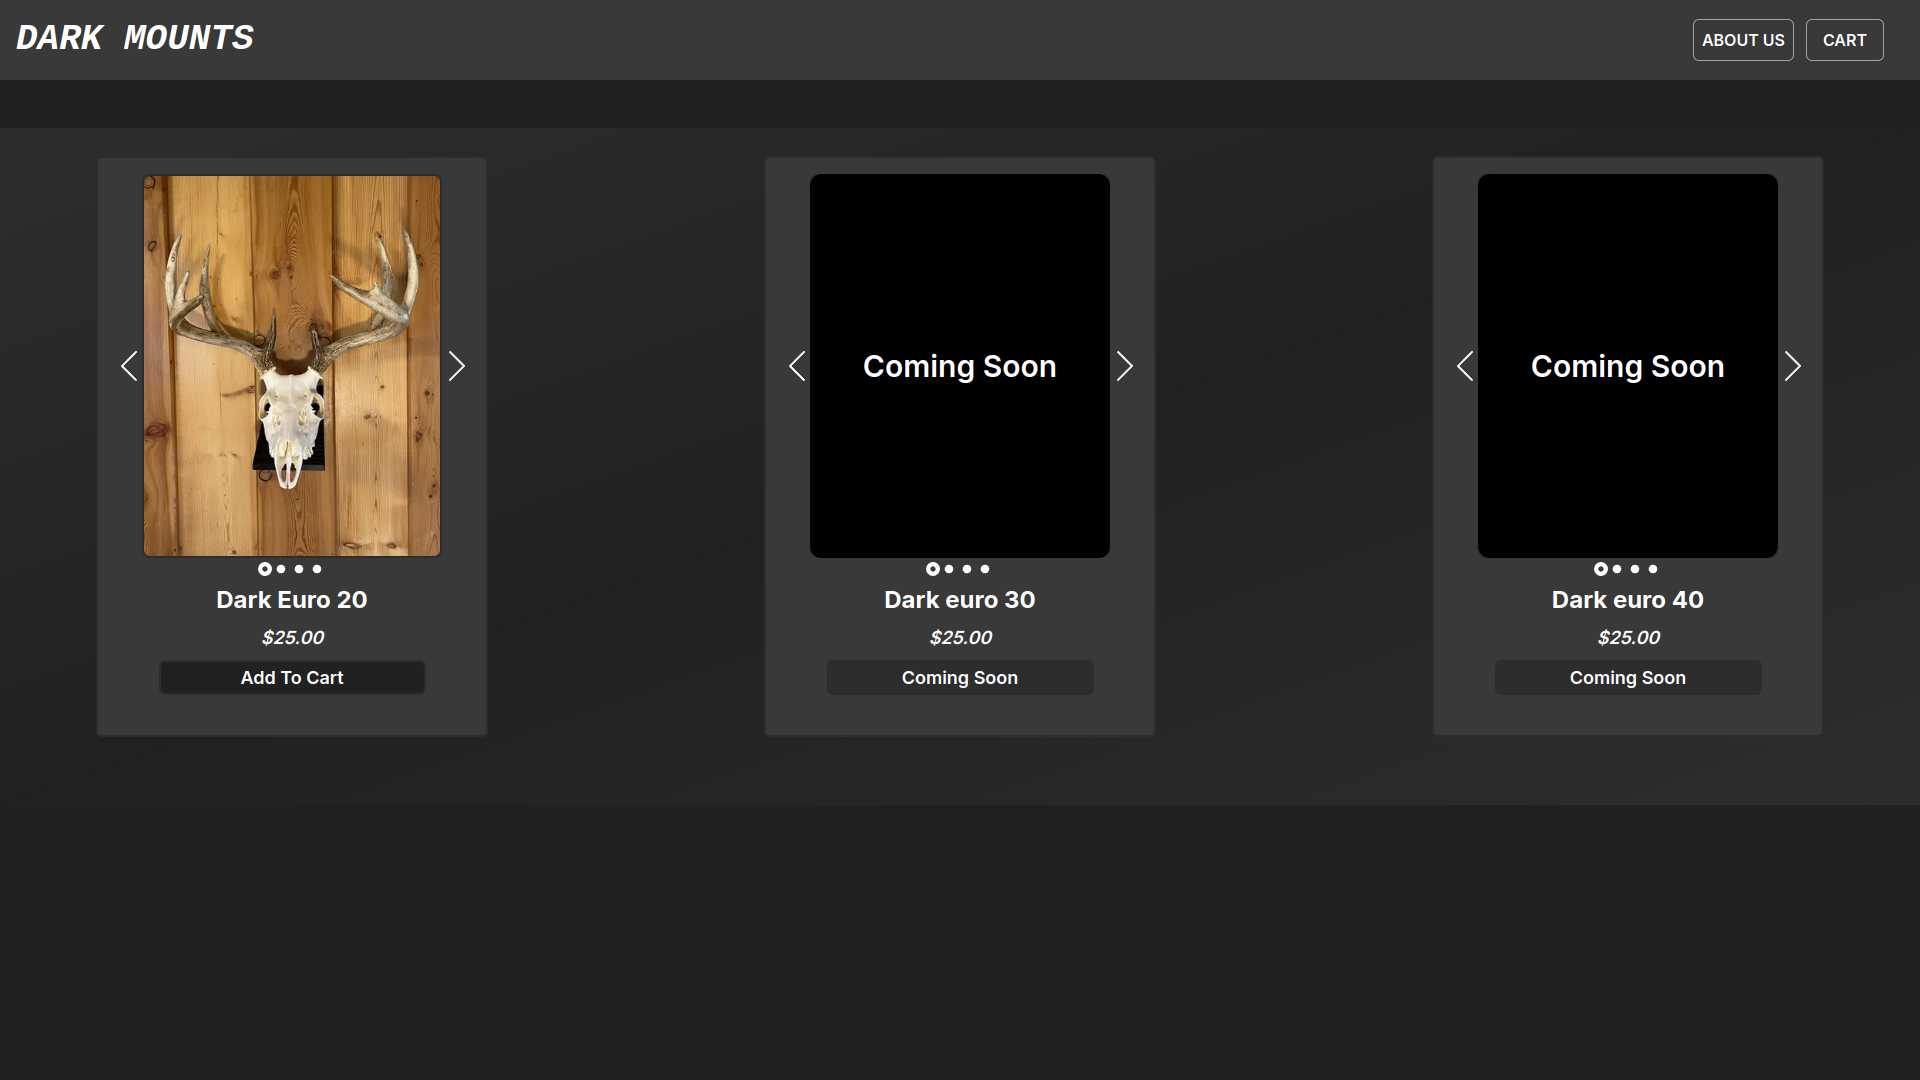 DARK MOUNTS
ABOUT US
CART
Dark Euro 20
$25.00
Add To Cart
Coming Soon
Dark euro 30
$25.00
Coming Soon
Coming Soon
Dark euro 40
$25.00
Coming Soon